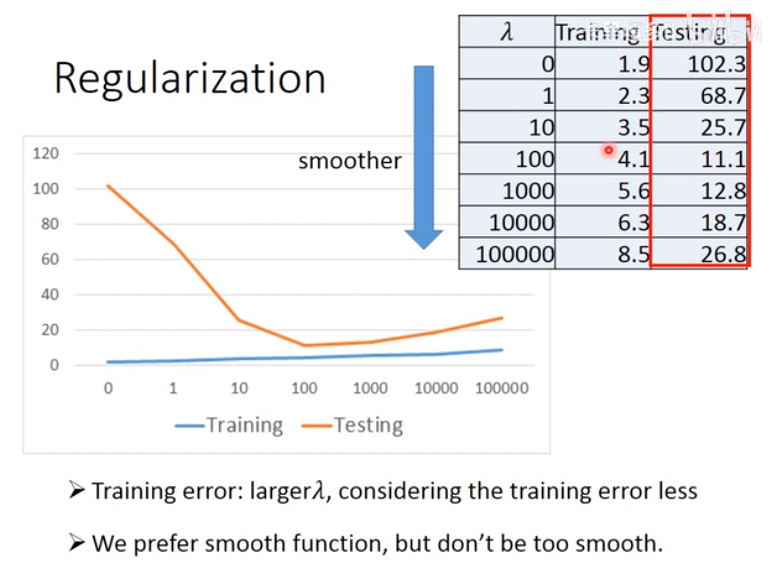 Regularization
smoother
λ Training Testing
0 1.9 102.3
1 2.3 68.7
10 3.5 25.7
100 4.1 11.1
1000 5.6 12.8
10000 6.3 18.7
100000 8.5 26.8
120
100
80
60
40
20
0
0 1 10 100 1000 10000 100000
Training Testing
➢ Training error: largerλ, considering the training error less
➢ We prefer smooth function, but don’t be too smooth.